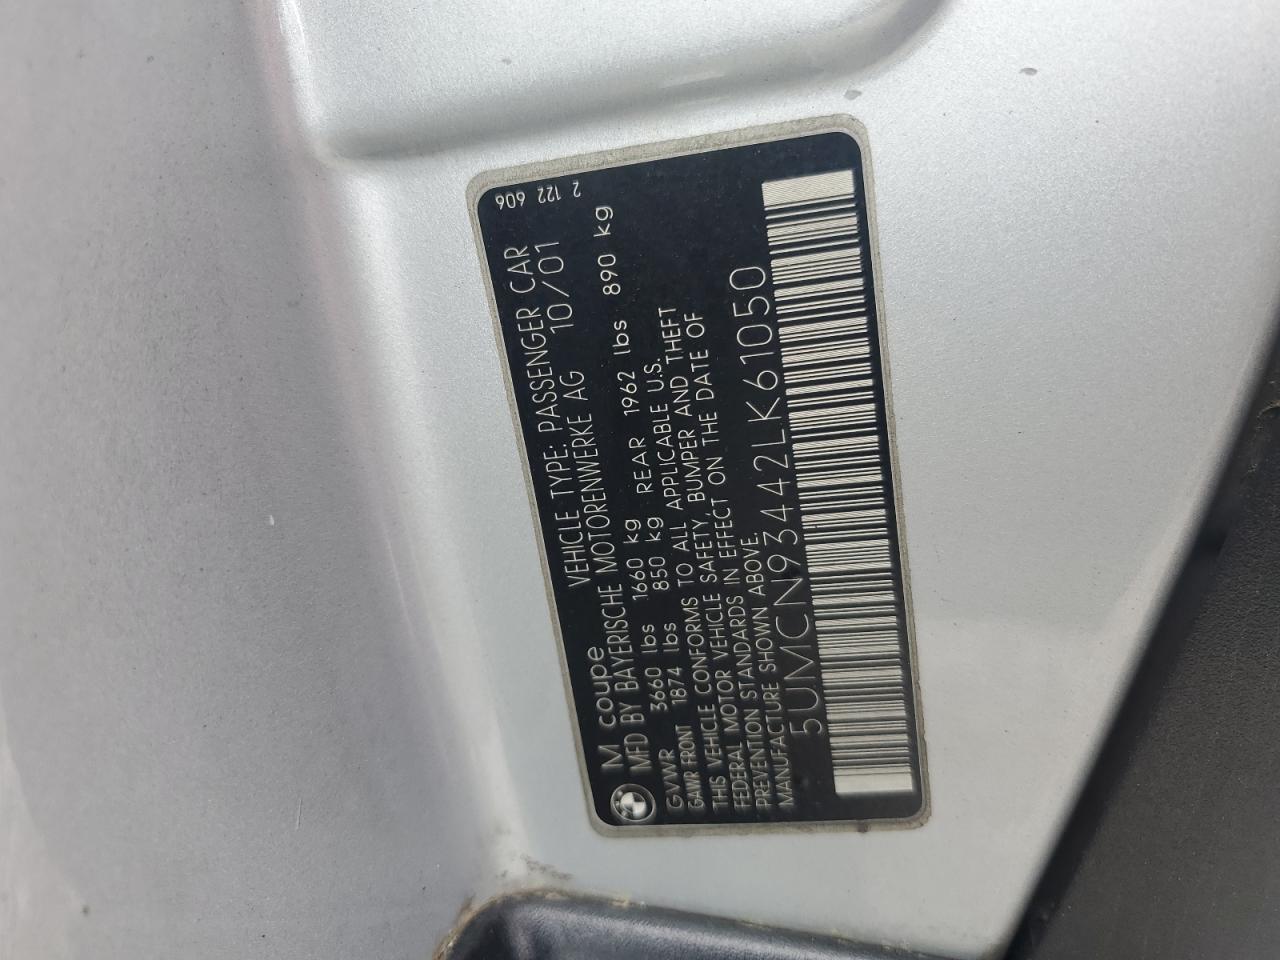 M coupe VEHICLE TYPE: PASSENGER CAR
MFD BY BAYERISCHE MOTORENWERKE AG 10/01
GVWR 3660 lbs 1660 kg
GAWR FRONT 1874 lbs 850 kg REAR 1962 lbs 890 kg
THIS VEHICLE CONFORMS TO ALL APPLICABLE U.S.
FEDERAL MOTOR VEHICLE SAFETY, BUMPER AND THEFT
PREVENTION STANDARDS IN EFFECT ON THE DATE OF
MANUFACTURE SHOWN ABOVE.
5UMCN93442LK61050
2 122 606